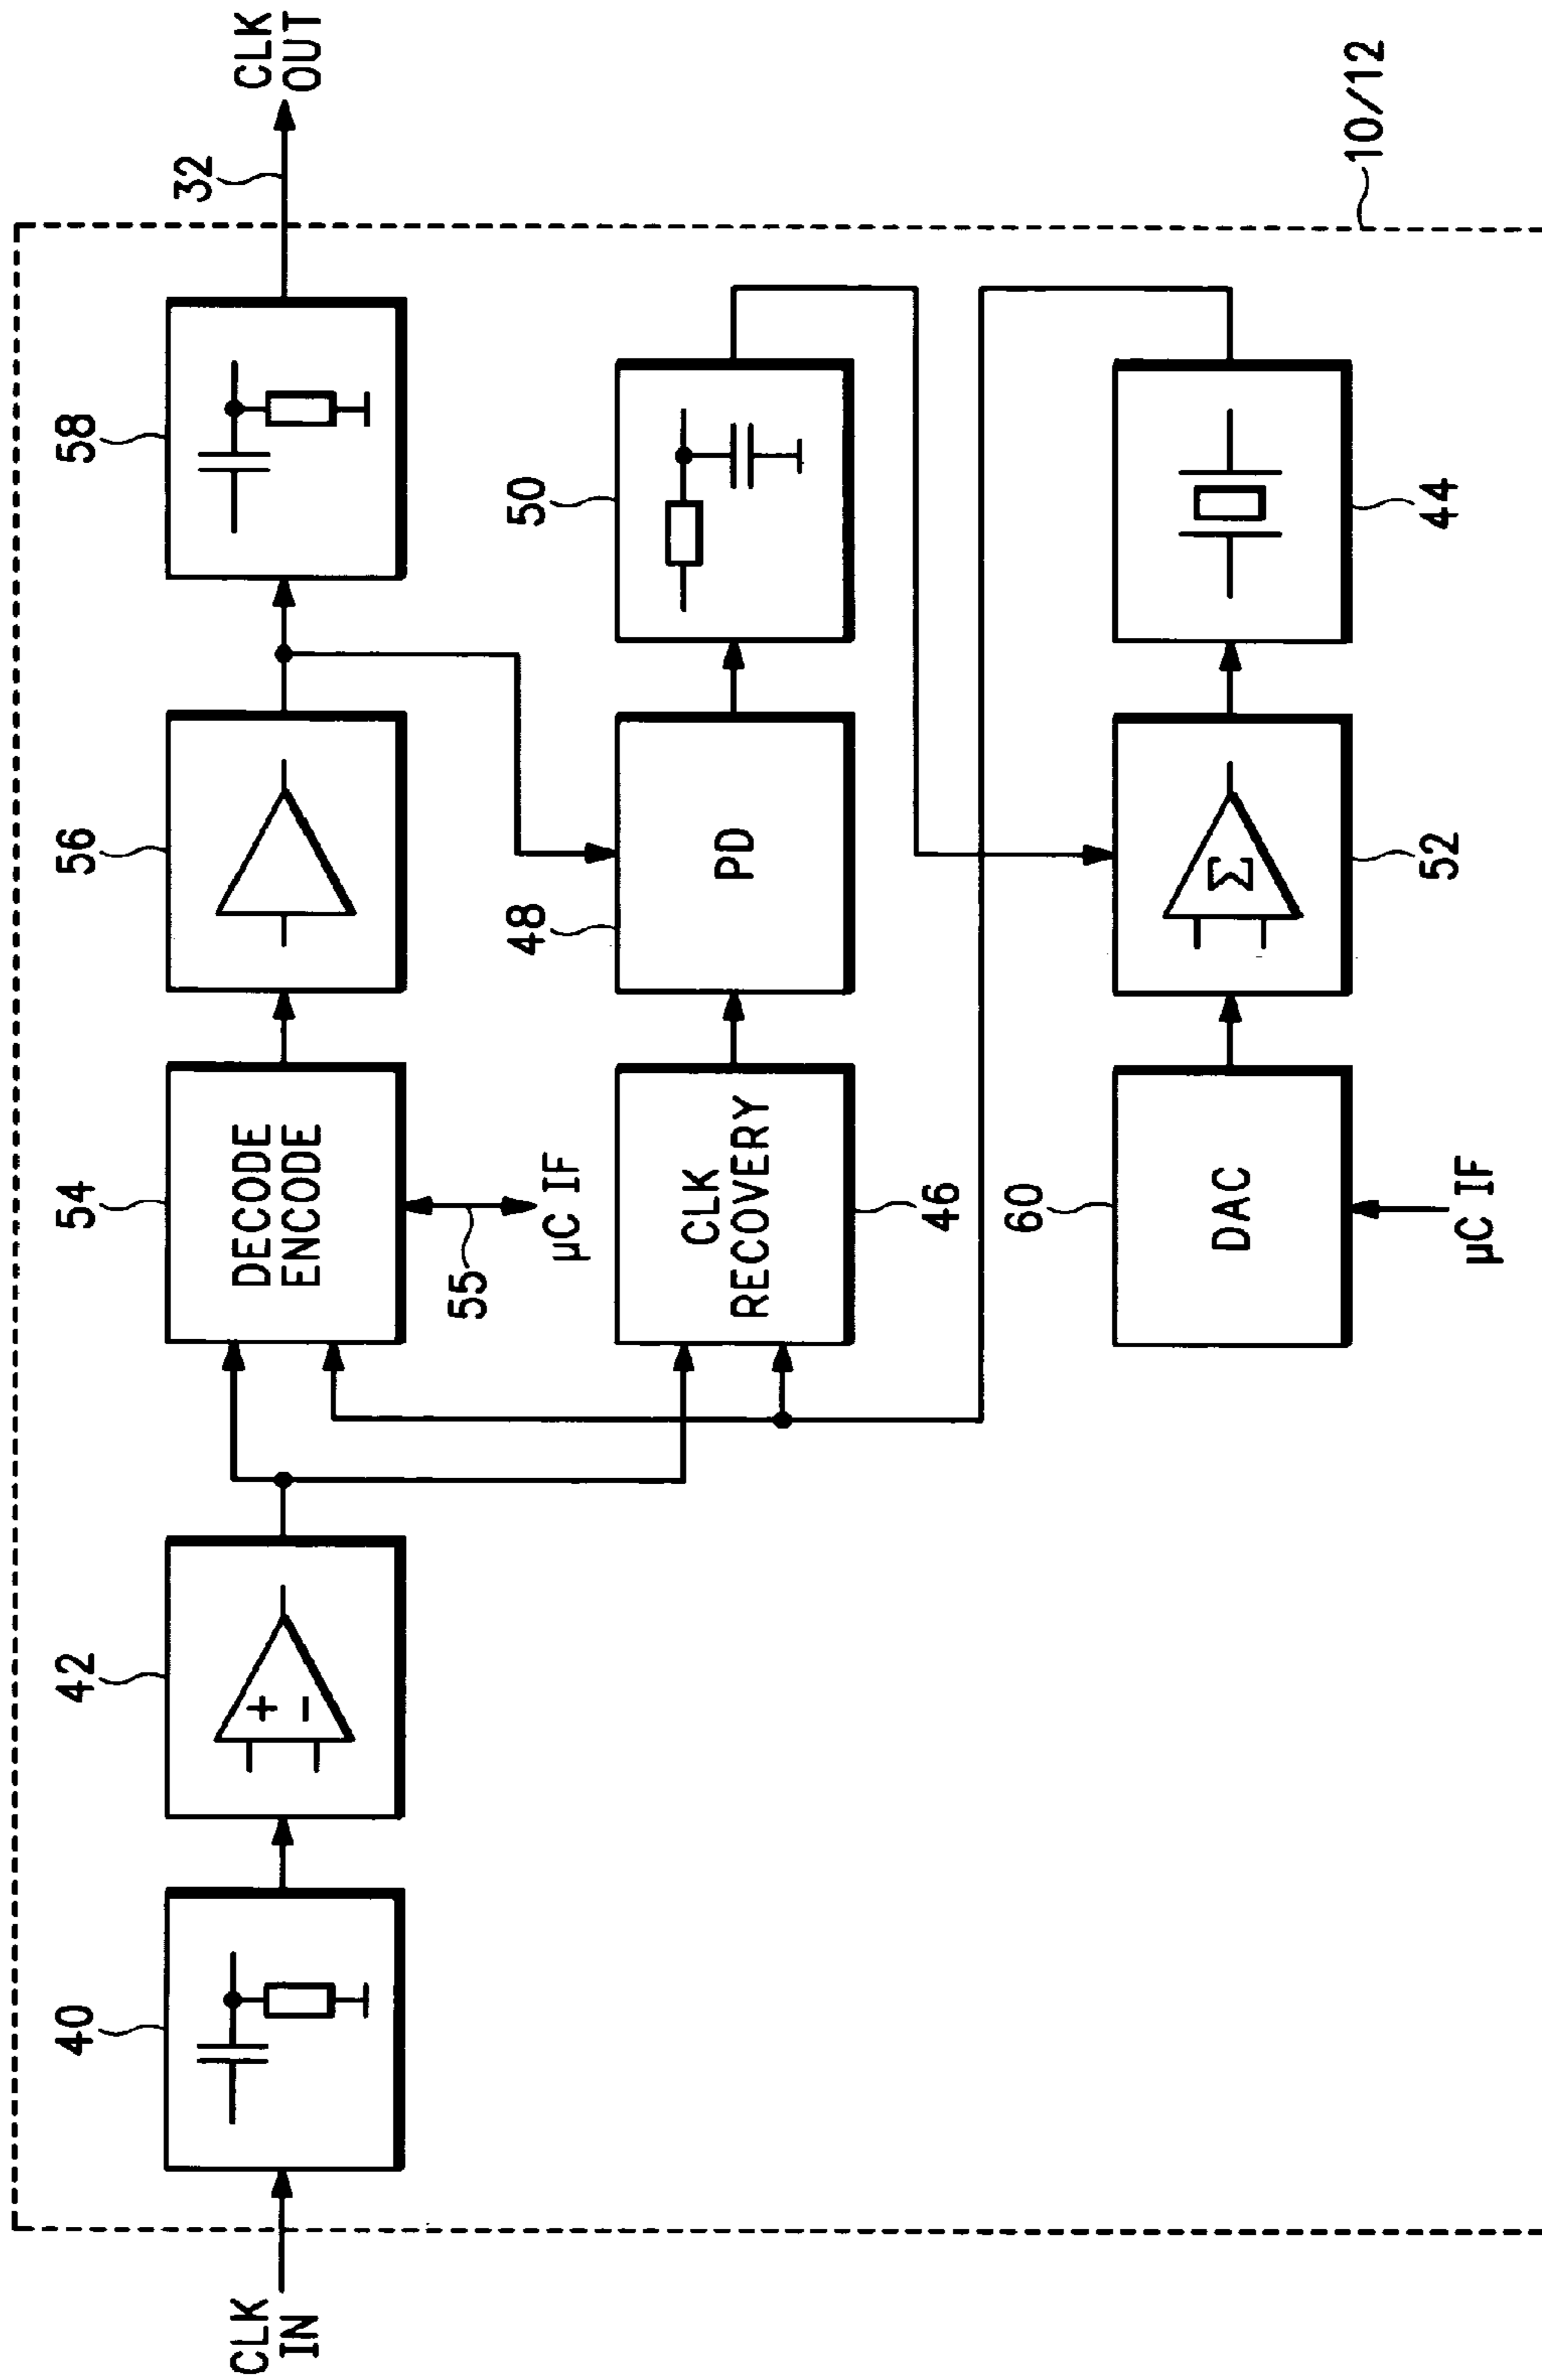 CLK
IN
40
42
54
DECODE
ENCODE
55
µC IF
56
58
32
CLK
OUT
CLK
RECOVERY
46
48
PD
50
60
DAC
µC IF
52
Σ
44
10/12
+
−